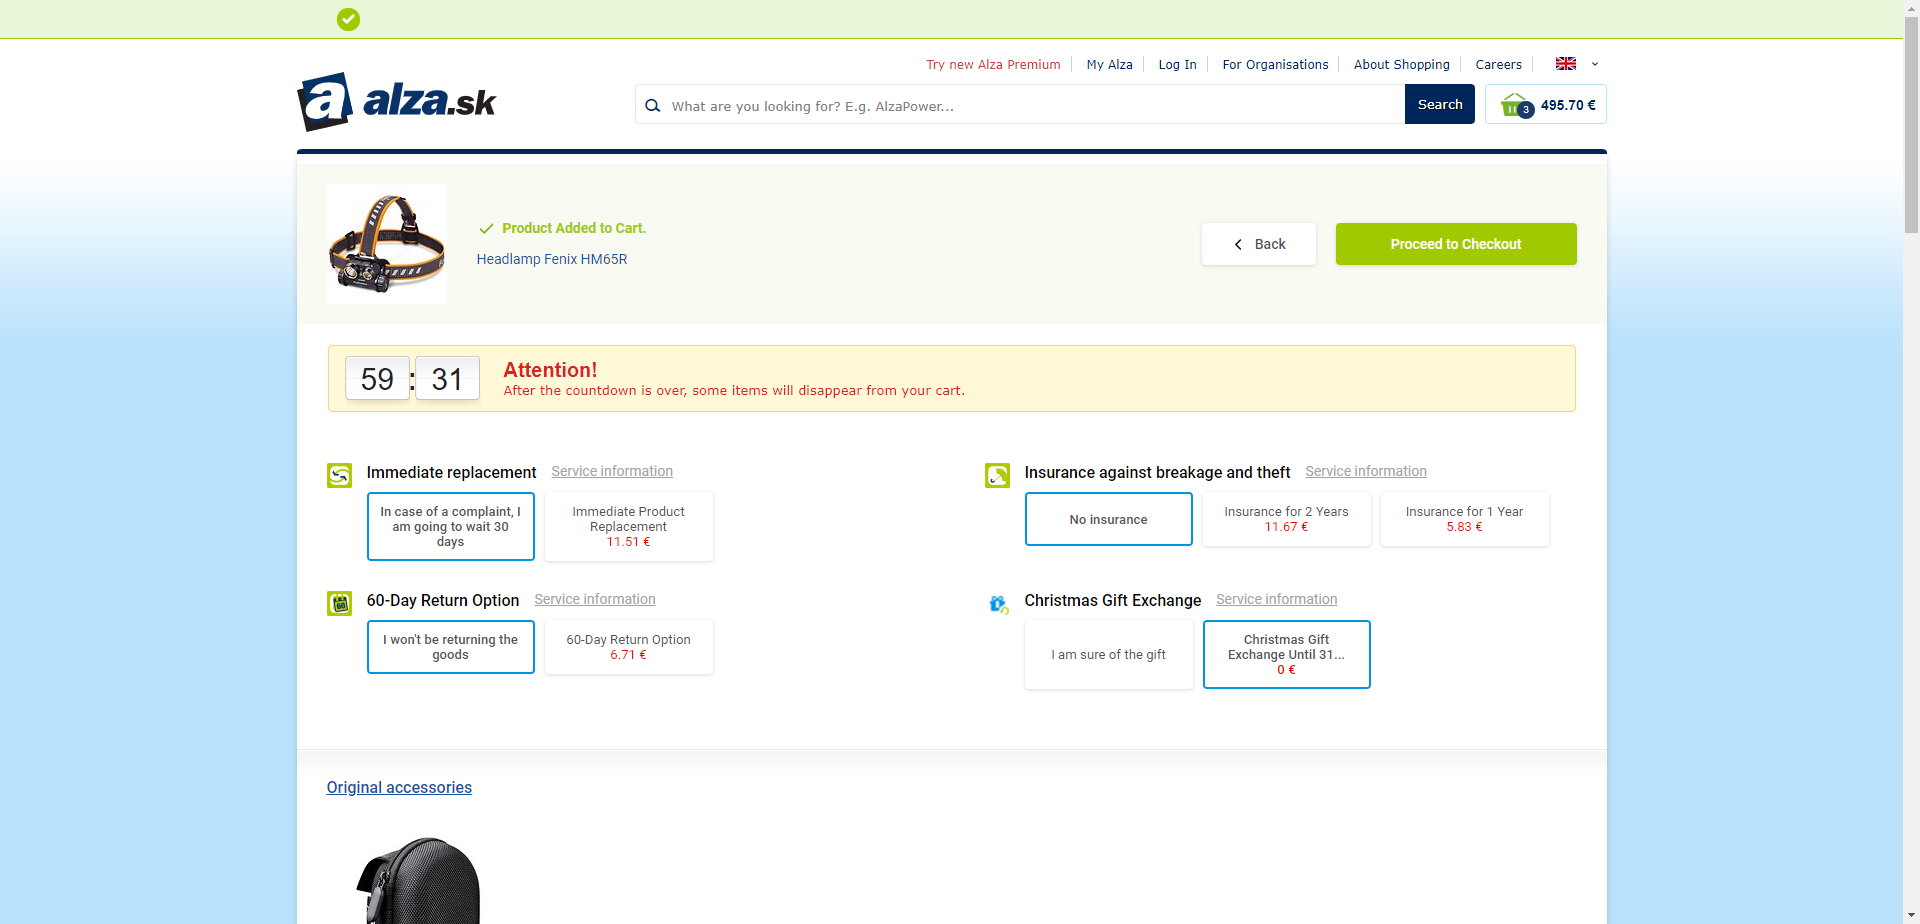 Try new Alza Premium
My Alza
Log In
For Organisations
About Shopping
Careers
a alza.sk
What are you looking for? E.g. AlzaPower...
Search
3
495.70 €
Product Added to Cart.
Headlamp Fenix HM65R
Back
Proceed to Checkout
59 : 31
Attention!
After the countdown is over, some items will disappear from your cart.
Immediate replacement
Service information
In case of a complaint, I
am going to wait 30
days
Immediate Product
Replacement
11.51 €
Insurance against breakage and theft
Service information
No insurance
Insurance for 2 Years
11.67 €
Insurance for 1 Year
5.83 €
60
60-Day Return Option
Service information
I won't be returning the
goods
60-Day Return Option
6.71 €
Christmas Gift Exchange
Service information
I am sure of the gift
Christmas Gift
Exchange Until 31...
0 €
Original accessories